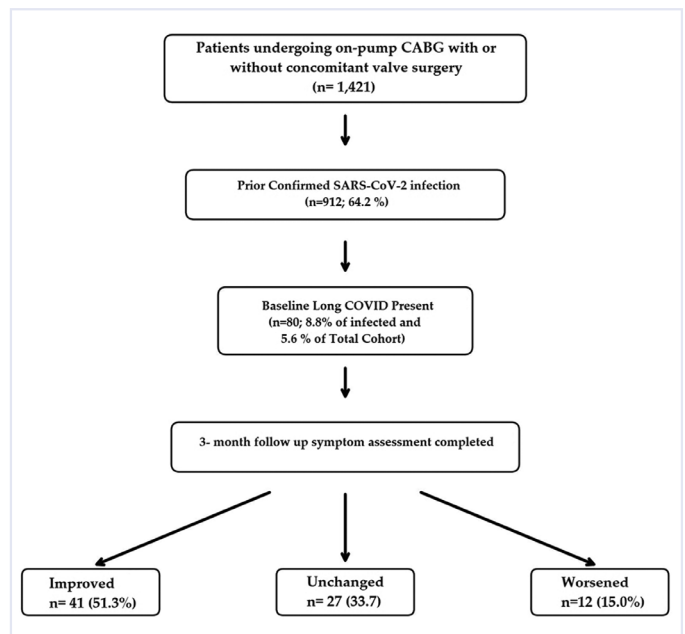 Patients undergoing on-pump CABG with or
without concomitant valve surgery
(n= 1,421)
Prior Confirmed SARS-CoV-2 infection
(n=912; 64.2 %)
Baseline Long COVID Present
(n=80; 8.8% of infected and
5.6 % of Total Cohort)
3- month follow up symptom assessment completed
Improved
n= 41 (51.3%)
Unchanged
n= 27 (33.7)
Worsened
n=12 (15.0%)